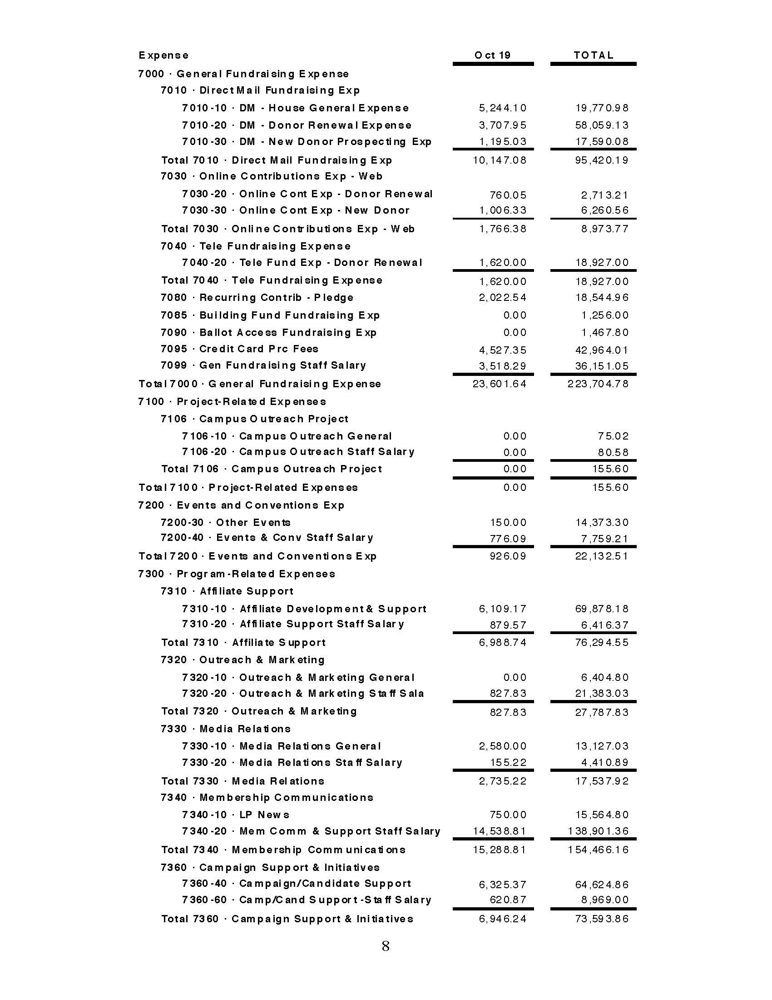 Expense Oct 19 TOTAL
7000 · General Fundraising Expense
7010 · Direct Mail Fundraising Exp
7010-10 · DM - House General Expense 5,244.10 19,770.98
7010-20 · DM - Donor Renewal Expense 3,707.95 58,059.13
7010-30 · DM - New Donor Prospecting Exp 1,195.03 17,590.08
Total 7010 · Direct Mail Fundraising Exp 10,147.08 95,420.19
7030 · Online Contributions Exp - Web
7030-20 · Online Cont Exp - Donor Renewal 760.05 2,713.21
7030-30 · Online Cont Exp - New Donor 1,006.33 6,260.56
Total 7030 · Online Contributions Exp - Web 1,766.38 8,973.77
7040 · Tele Fundraising Expense
7040-20 · Tele Fund Exp - Donor Renewal 1,620.00 18,927.00
Total 7040 · Tele Fundraising Expense 1,620.00 18,927.00
7080 · Recurring Contrib - Pledge 2,022.54 18,544.96
7085 · Building Fund Fundraising Exp 0.00 1,256.00
7090 · Ballot Access Fundraising Exp 0.00 1,467.80
7095 · Credit Card Prc Fees 4,527.35 42,964.01
7099 · Gen Fundraising Staff Salary 3,518.29 36,151.05
Total 7000 · General Fundraising Expense 23,601.64 223,704.78
7100 · Project-Related Expenses
7106 · Campus Outreach Project
7106-10 · Campus Outreach General 0.00 75.02
7106-20 · Campus Outreach Staff Salary 0.00 80.58
Total 7106 · Campus Outreach Project 0.00 155.60
Total 7100 · Project-Related Expenses 0.00 155.60
7200 · Events and Conventions Exp
7200-30 · Other Events 150.00 14,373.30
7200-40 · Events & Conv Staff Salary 776.09 7,759.21
Total 7200 · Events and Conventions Exp 926.09 22,132.51
7300 · Program-Related Expenses
7310 · Affiliate Support
7310-10 · Affiliate Development & Support 6,109.17 69,878.18
7310-20 · Affiliate Support Staff Salary 879.57 6,416.37
Total 7310 · Affiliate Support 6,988.74 76,294.55
7320 · Outreach & Marketing
7320-10 · Outreach & Marketing General 0.00 6,404.80
7320-20 · Outreach & Marketing Staff Sala 827.83 21,383.03
Total 7320 · Outreach & Marketing 827.83 27,787.83
7330 · Media Relations
7330-10 · Media Relations General 2,580.00 13,127.03
7330-20 · Media Relations Staff Salary 155.22 4,410.89
Total 7330 · Media Relations 2,735.22 17,537.92
7340 · Membership Communications
7340-10 · LP News 750.00 15,564.80
7340-20 · Mem Comm & Support Staff Salary 14,538.81 138,901.36
Total 7340 · Membership Communications 15,288.81 154,466.16
7360 · Campaign Support & Initiatives
7360-40 · Campaign/Candidate Support 6,325.37 64,624.86
7360-60 · Camp/Cand Support -Staff Salary 620.87 8,969.00
Total 7360 · Campaign Support & Initiatives 6,946.24 73,593.86
8